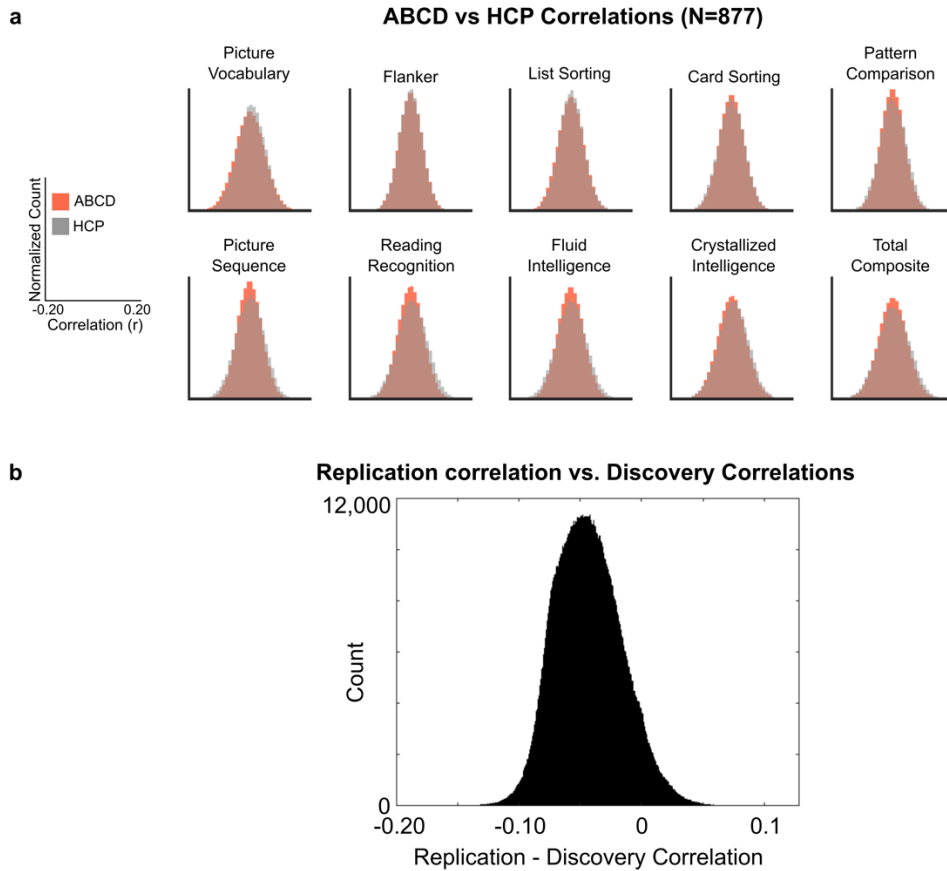 a
ABCD vs HCP Correlations (N=877)
Picture
Vocabulary
Flanker
List Sorting
Card Sorting
Pattern
Comparison
Normalized Count
ABCD
HCP
-0.20
0.20
Correlation (r)
Picture
Sequence
Reading
Recognition
Fluid
Intelligence
Crystallized
Intelligence
Total
Composite
b
Replication correlation vs. Discovery Correlations
12,000
Count
0
-0.20
-0.10
0
0.1
Replication - Discovery Correlation